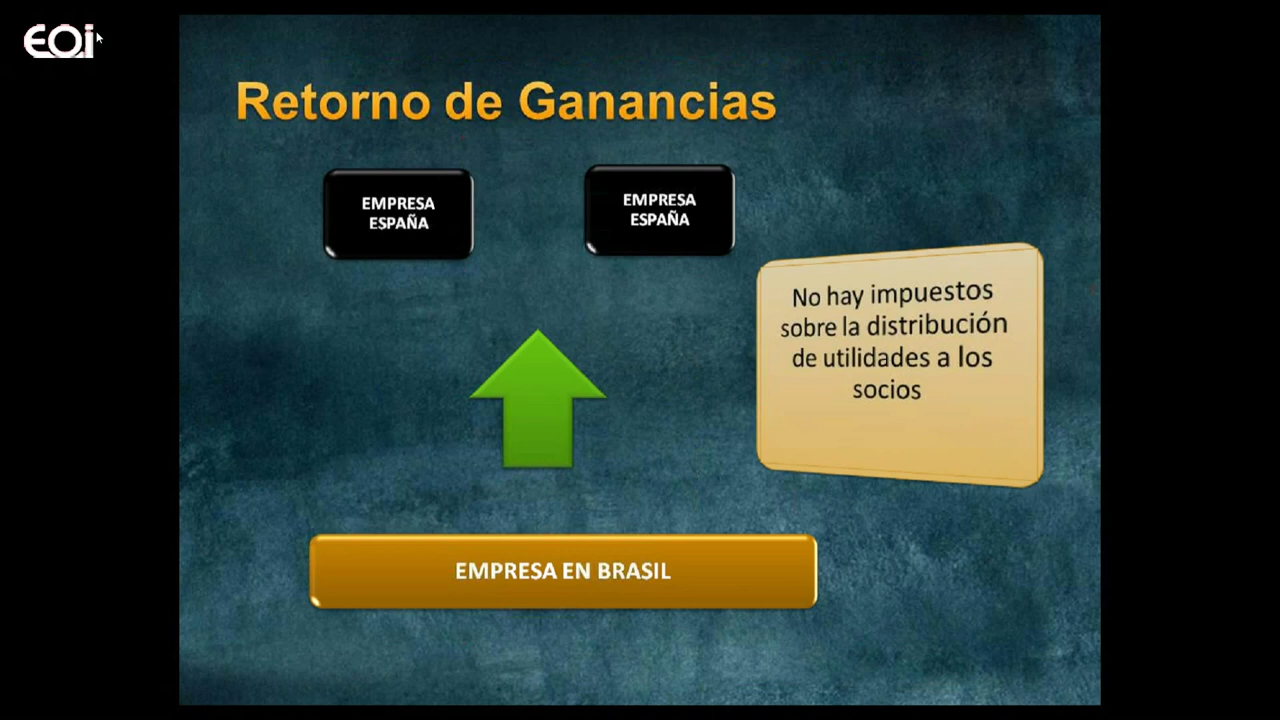 EOi
Retorno de Ganancias
EMPRESA
ESPAÑA
EMPRESA
ESPAÑA
No hay impuestos
sobre la distribución
de utilidades a los
socios
EMPRESA EN BRASIL